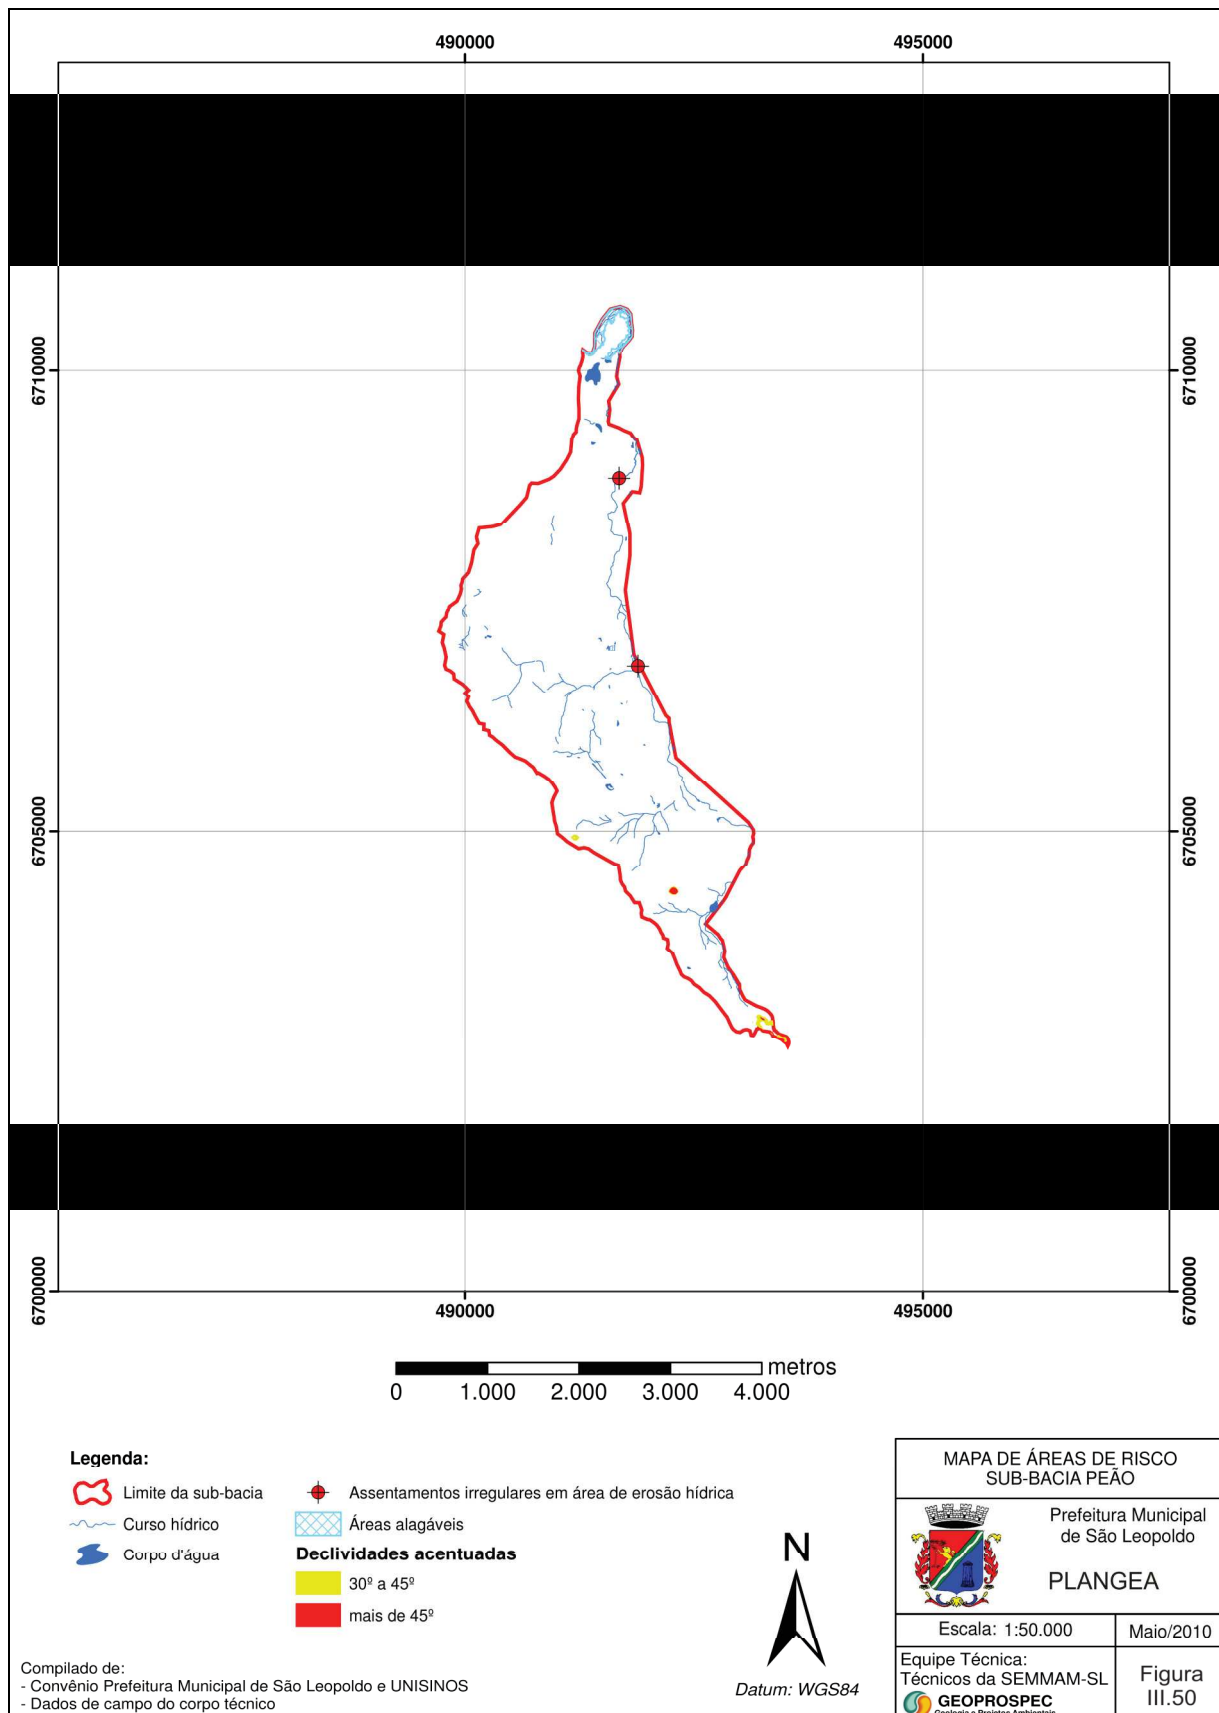 490000
495000
6710000
6710000
6705000
6705000
6700000
6700000
490000
495000
metros
0
1.000
2.000
3.000
4.000
Legenda:
Limite da sub-bacia
Curso hídrico
Corpo d'água
Assentamentos irregulares em área de erosão hídrica
Áreas alagáveis
Declividades acentuadas
30º a 45º
mais de 45º
Compilado de:
- Convênio Prefeitura Municipal de São Leopoldo e UNISINOS
- Dados de campo do corpo técnico
N
Datum: WGS84
MAPA DE ÁREAS DE RISCO
SUB-BACIA PEÃO
Prefeitura Municipal
de São Leopoldo
PLANGEA
Escala: 1:50.000
Maio/2010
Equipe Técnica:
Técnicos da SEMMAM-SL
GEOPROSPEC
Geologia e Projetos Ambientais
Figura
III.50